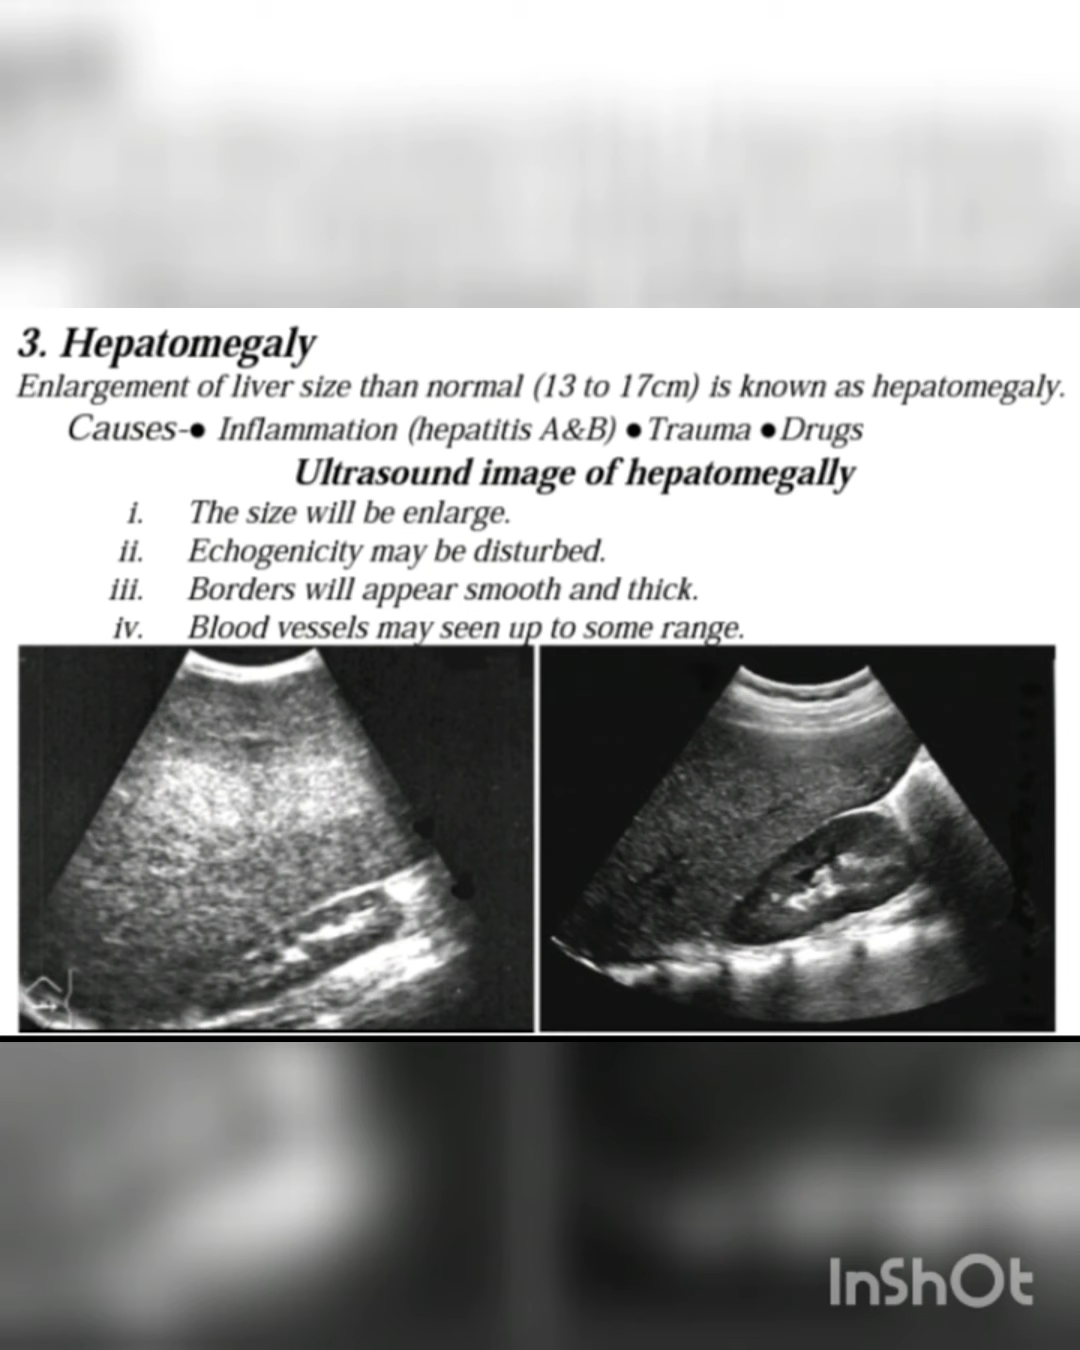 3. Hepatomegaly
Enlargement of liver size than normal (13 to 17cm) is known as hepatomegaly.
Causes-● Inflammation (hepatitis A&B) ● Trauma ● Drugs
Ultrasound image of hepatomegally
i. The size will be enlarge.
ii. Echogenicity may be disturbed.
iii. Borders will appear smooth and thick.
iv. Blood vessels may seen up to some range.
InShOt